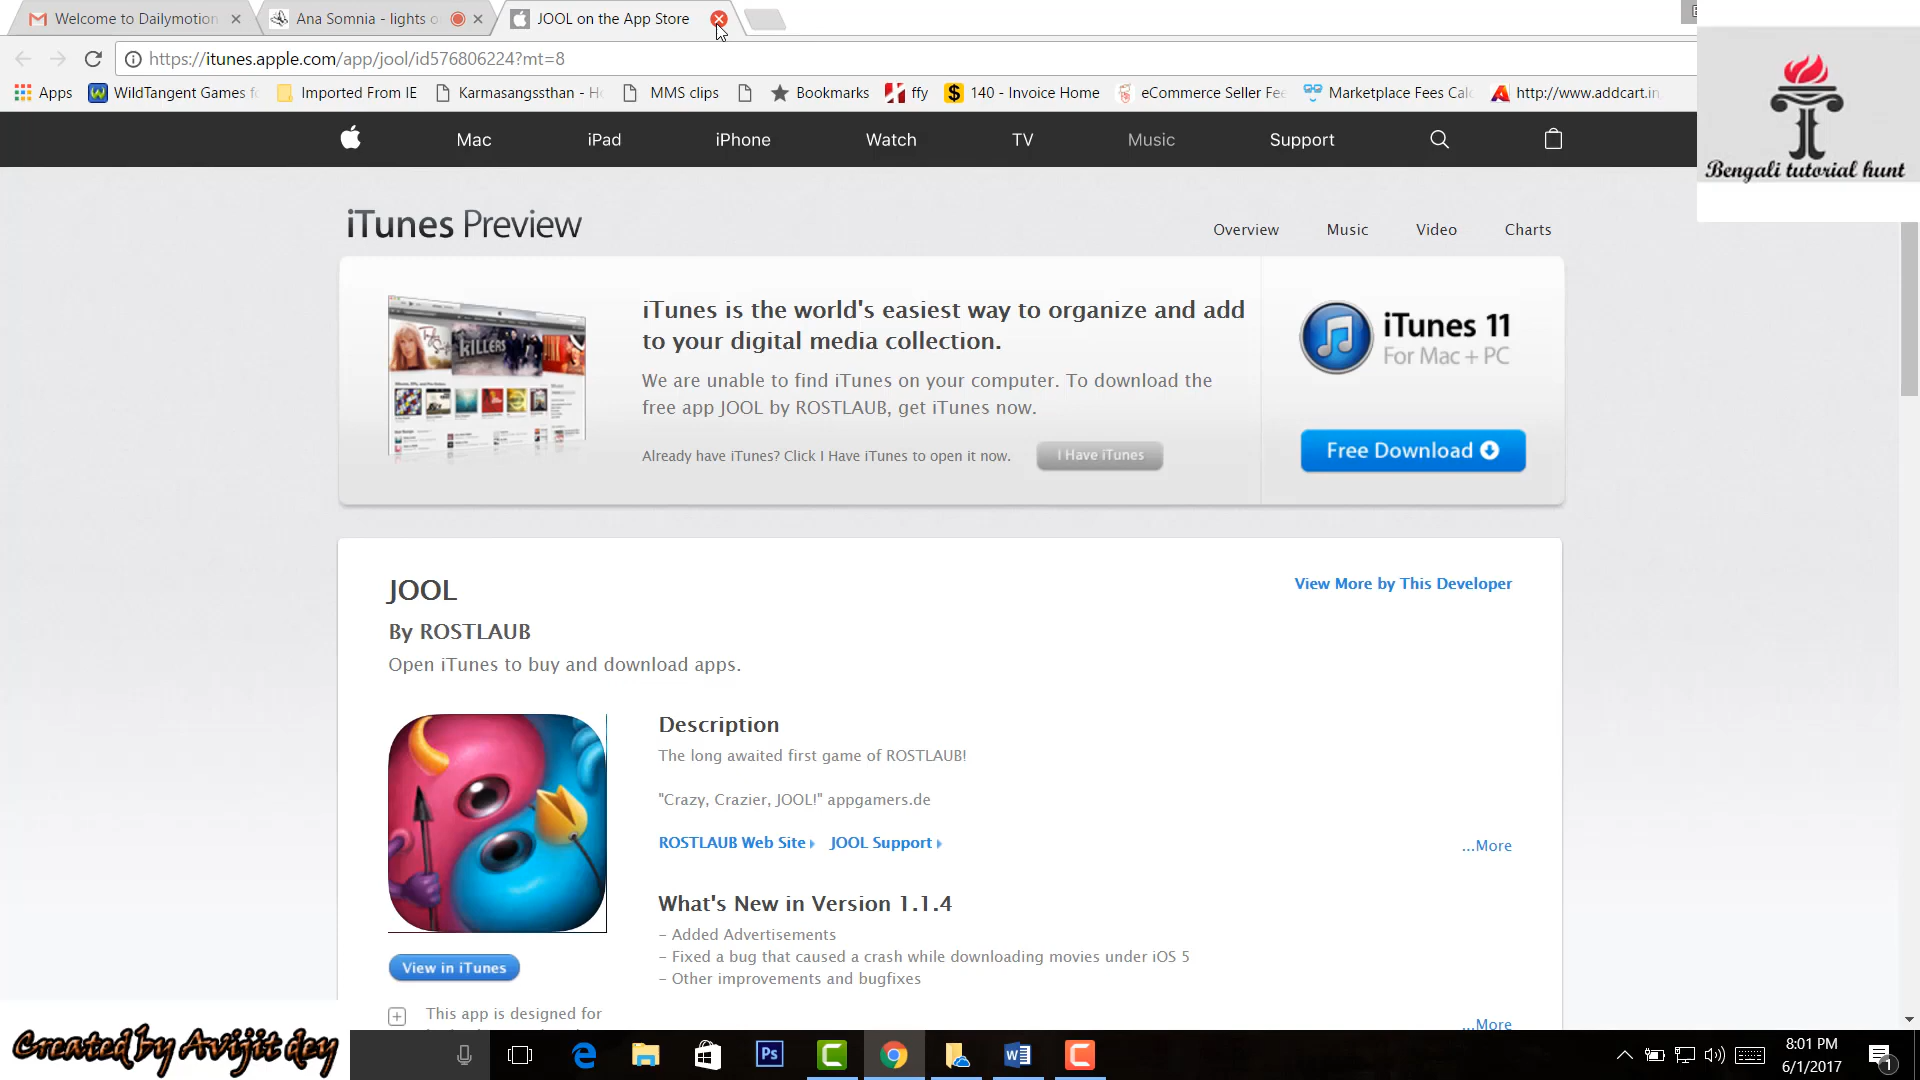 Welcome to Dailymotion
Ana Somnia - lights o
JOOL on the App Store
https://itunes.apple.com/app/jool/id576806224?mt=8
Apps
WildTangent Games f
Imported From IE
Karmasangssthan - H
MMS clips
Bookmarks
ffy
140 - Invoice Home
eCommerce Seller Fe
Marketplace Fees Calc
http://www.addcart.in
Mac
iPad
iPhone
Watch
TV
Music
Support
Bengali tutorial hunt
iTunes Preview
Overview
Music
Video
Charts
KILLERS
iTunes is the world's easiest way to organize and add
to your digital media collection.
We are unable to find iTunes on your computer. To download the
free app JOOL by ROSTLAUB, get iTunes now.
Already have iTunes? Click I Have iTunes to open it now.
I Have iTunes
iTunes 11
For Mac + PC
Free Download
JOOL
View More by This Developer
By ROSTLAUB
Open iTunes to buy and download apps.
Description
The long awaited first game of ROSTLAUB!
"Crazy, Crazier, JOOL!" appgamers.de
ROSTLAUB Web Site
JOOL Support
...More
What's New in Version 1.1.4
- Added Advertisements
- Fixed a bug that caused a crash while downloading movies under iOS 5
- Other improvements and bugfixes
View in iTunes
This app is designed for
...More
Created by Avijit dey
Ps
8:01 PM
6/1/2017
1